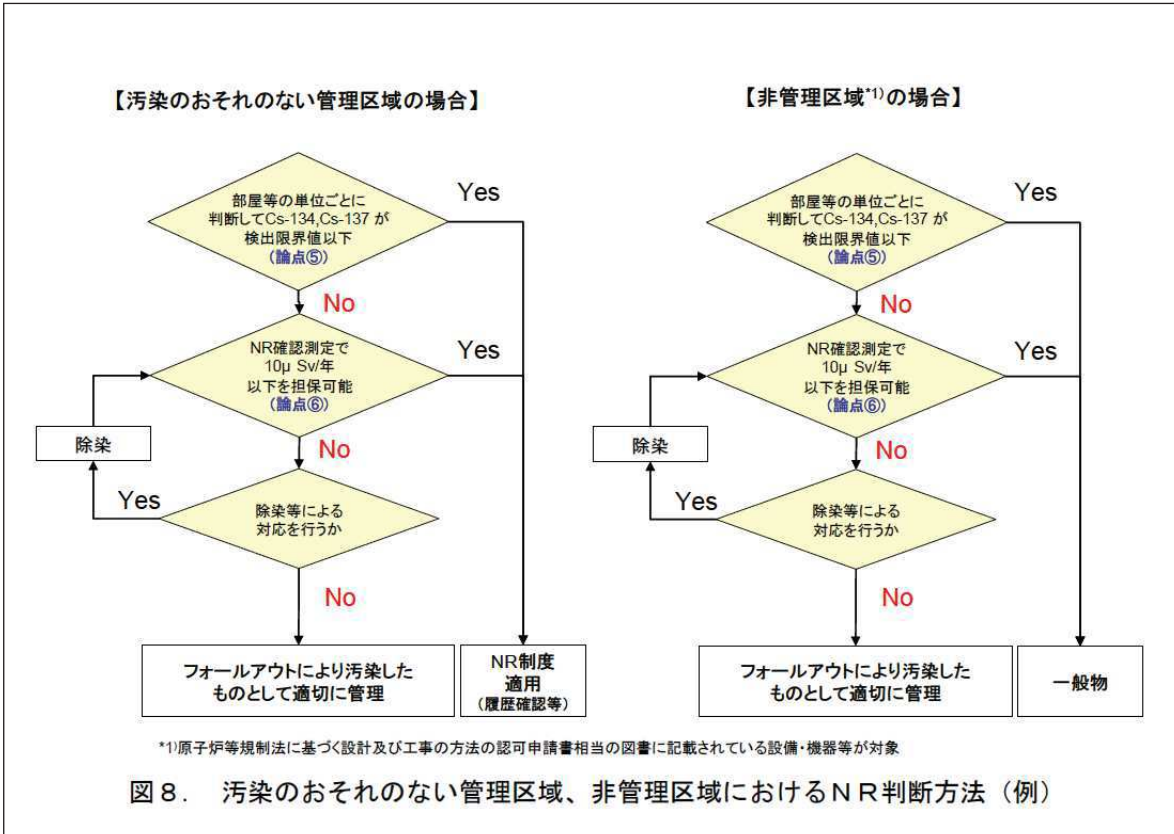 【汚染のおそれのない管理区域の場合】
部屋等の単位ごとに
判断してCs-134,Cs-137 が
検出限界値以下
(論点⑤)
Yes
No
NR確認測定で
10μ Sv/年
以下を担保可能
(論点⑥)
Yes
除染
No
Yes
除染等による
対応を行うか
No
フォールアウトにより汚染した
ものとして適切に管理
NR制度
適用
(履歴確認等)
【非管理区域*1)の場合】
部屋等の単位ごとに
判断してCs-134,Cs-137 が
検出限界値以下
(論点⑤)
Yes
No
NR確認測定で
10μ Sv/年
以下を担保可能
(論点⑥)
Yes
除染
No
Yes
除染等による
対応を行うか
No
フォールアウトにより汚染した
ものとして適切に管理
一般物
*1)原子炉等規制法に基づく設計及び工事の方法の認可申請書相当の図書に記載されている設備・機器等が対象
図8. 汚染のおそれのない管理区域、非管理区域におけるNR判断方法(例)